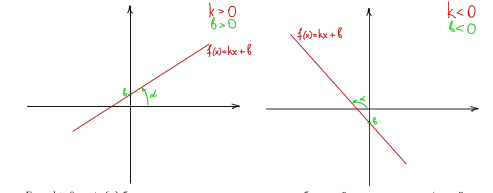 k > 0
b > 0
f(x)=kx+b
b
α
k < 0
b < 0
f(x)=kx+b
α
b